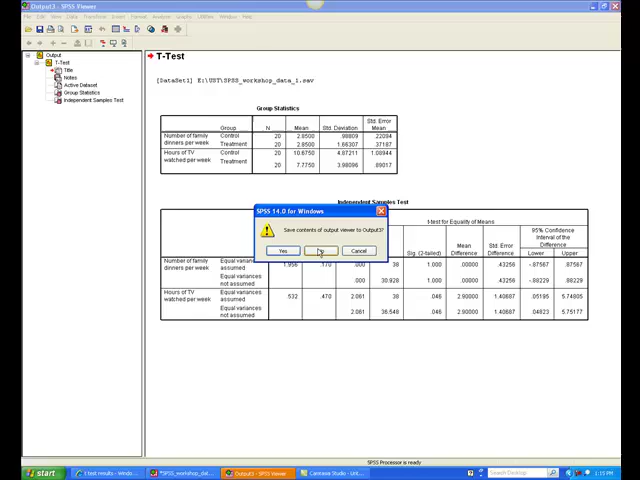 Output3 - SPSS Viewer
File Edit View Data Transform Insert Format Analyze Graphs Utilities Window Help
Output
T-Test
Title
Notes
Active Dataset
Group Statistics
Independent Samples Test
T-Test
[DataSet1] E:\UST\SPSS_workshop_data_1.sav
Group Statistics
Group N Mean Std. Deviation Std. Error Mean
Number of family dinners per week Control 20 2.8500 .98809 .22094
Treatment 20 2.8500 1.66307 .37187
Hours of TV watched per week Control 20 10.6750 4.87211 1.08944
Treatment 20 7.7750 3.98096 .89017
Independent Samples Test
t-test for Equality of Means
95% Confidence Interval of the Difference
Sig. (2-tailed) Mean Difference Std. Error Difference Lower Upper
Number of family dinners per week Equal variances assumed 1.956 .170 .000 38 1.000 .00000 .43256 -.87567 .87567
Equal variances not assumed .000 30.928 1.000 .00000 .43256 -.88229 .88229
Hours of TV watched per week Equal variances assumed .532 .470 2.061 38 .046 2.90000 1.40687 .05195 5.74805
Equal variances not assumed 2.061 36.548 .046 2.90000 1.40687 .04823 5.75177
SPSS 14.0 for Windows
Save contents of output viewer to Output3?
Yes
Cancel
SPSS Processor is ready
start
t test results - Window...
*SPSS_workshop_dat...
Output3 - SPSS Viewer
Camtasia Studio - Unt...
Search Desktop
1:15 PM